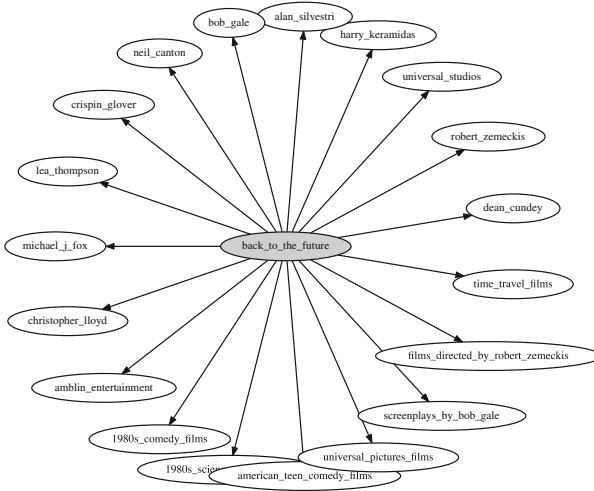 alan_silvestri
bob_gale
harry_keramidas
neil_canton
universal_studios
crispin_glover
robert_zemeckis
lea_thompson
dean_cundey
michael_j_fox
back_to_the_future
time_travel_films
christopher_lloyd
films_directed_by_robert_zemeckis
amblin_entertainment
screenplays_by_bob_gale
1980s_comedy_films
universal_pictures_films
american_teen_comedy_films